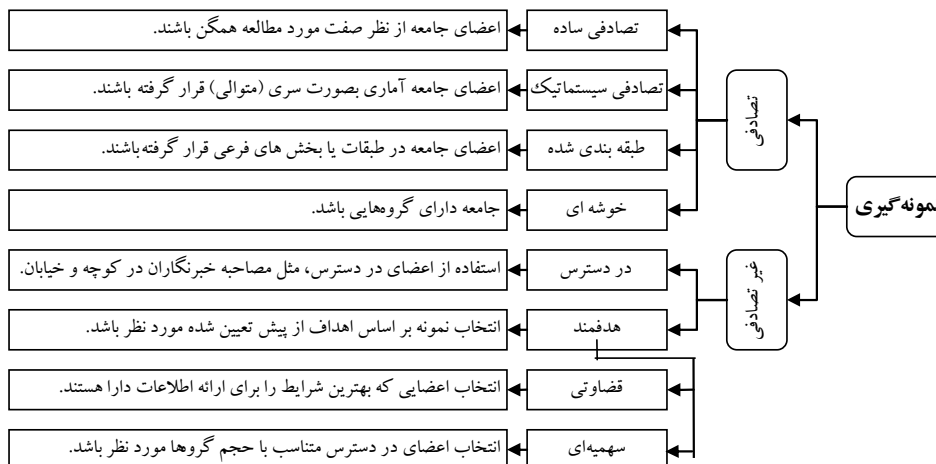 نمونه‌گیری
تصادفی
تصادفی ساده
اعضای جامعه از نظر صفت مورد مطالعه همگن باشند.
تصادفی سیستماتیک
اعضای جامعه آماری بصورت سری (متوالی) قرار گرفته باشند.
طبقه بندی شده
اعضای جامعه در طبقات یا بخش های فرعی قرار گرفته‌باشند.
خوشه ای
جامعه دارای گروه‌هایی باشد.
غیر تصادفی
در دسترس
استفاده از اعضای در دسترس، مثل مصاحبه خبرنگاران در کوچه و خیابان.
هدفمند
انتخاب نمونه بر اساس اهداف از پیش تعیین شده مورد نظر باشد.
قضاوتی
انتخاب اعضایی که بهترین شرایط را برای ارائه اطلاعات دارا هستند.
سهمیه‌ای
انتخاب اعضای در دسترس متناسب با حجم گروه‌ها مورد نظر باشد.